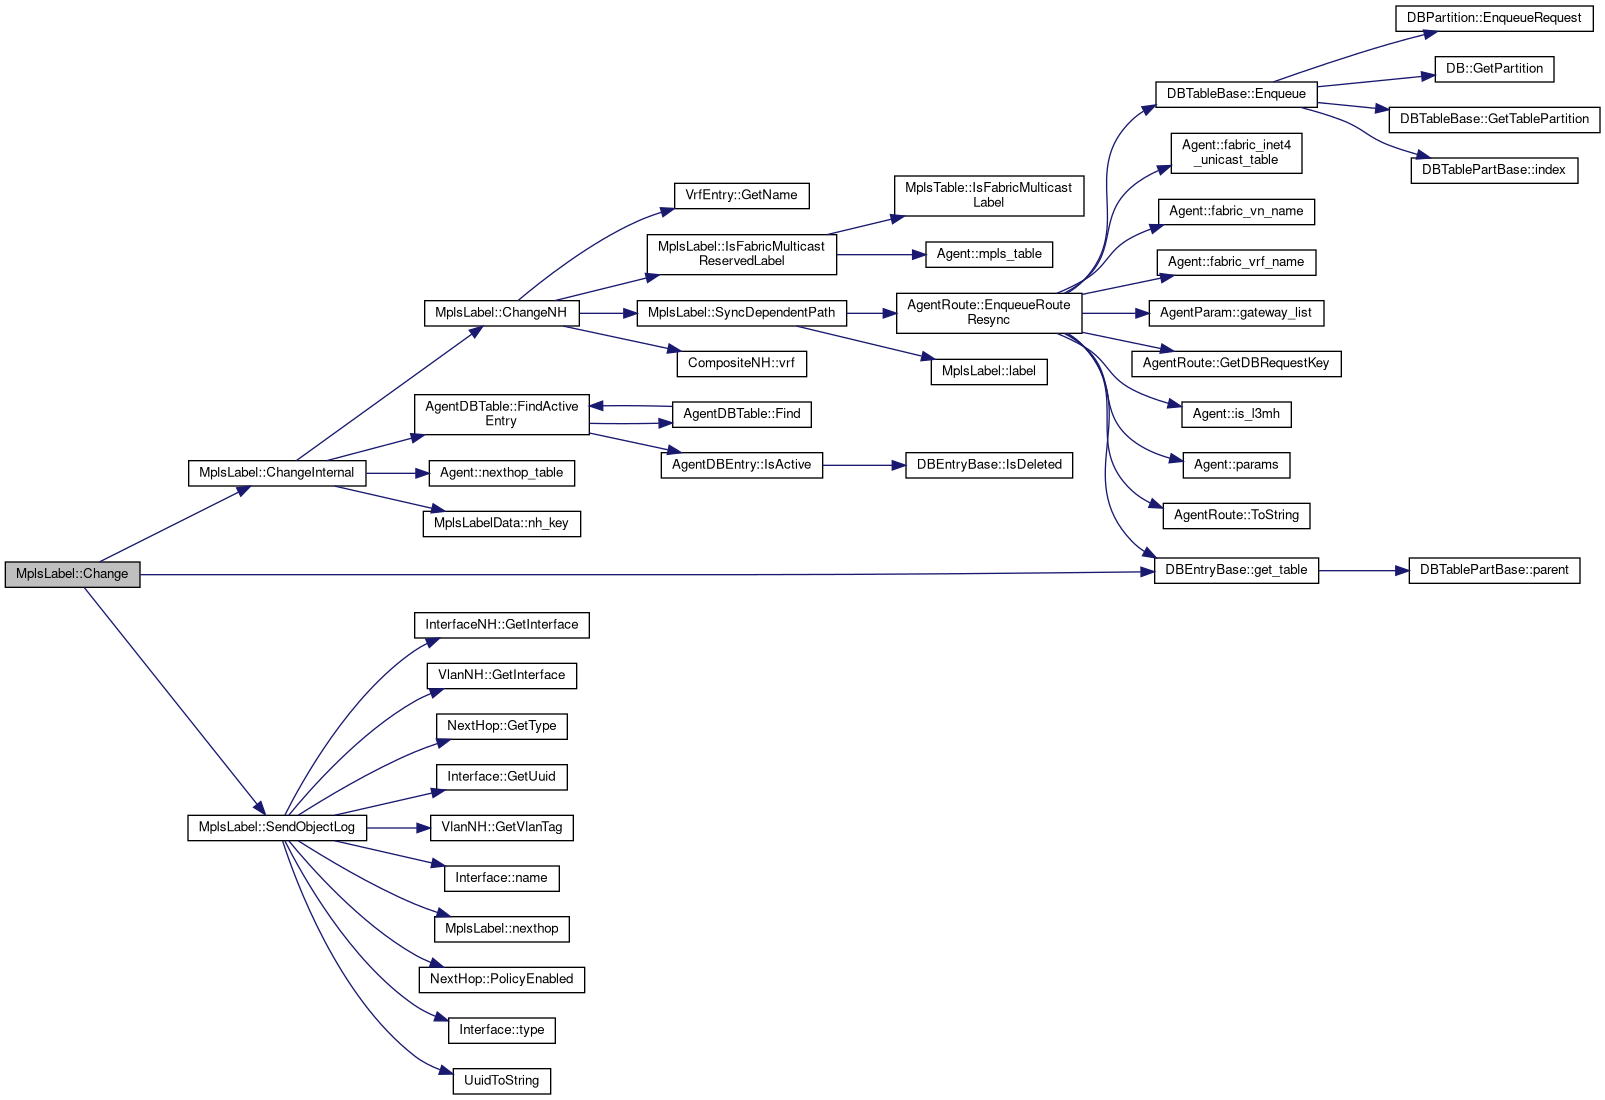 MplsLabel::Change
MplsLabel::ChangeInternal
MplsLabel::ChangeNH
VrfEntry::GetName
MplsLabel::IsFabricMulticast
ReservedLabel
MplsTable::IsFabricMulticast
Label
Agent::mpls_table
MplsLabel::SyncDependentPath
AgentRoute::EnqueueRoute
Resync
DBTableBase::Enqueue
DBPartition::EnqueueRequest
DB::GetPartition
DBTableBase::GetTablePartition
DBTablePartBase::index
Agent::fabric_inet4
_unicast_table
Agent::fabric_vn_name
Agent::fabric_vrf_name
AgentParam::gateway_list
AgentRoute::GetDBRequestKey
Agent::is_l3mh
Agent::params
AgentRoute::ToString
DBEntryBase::get_table
DBTablePartBase::parent
MplsLabel::label
CompositeNH::vrf
AgentDBTable::FindActive
Entry
AgentDBTable::Find
AgentDBEntry::IsActive
DBEntryBase::IsDeleted
Agent::nexthop_table
MplsLabelData::nh_key
MplsLabel::SendObjectLog
InterfaceNH::GetInterface
VlanNH::GetInterface
NextHop::GetType
Interface::GetUuid
VlanNH::GetVlanTag
Interface::name
MplsLabel::nexthop
NextHop::PolicyEnabled
Interface::type
UuidToString